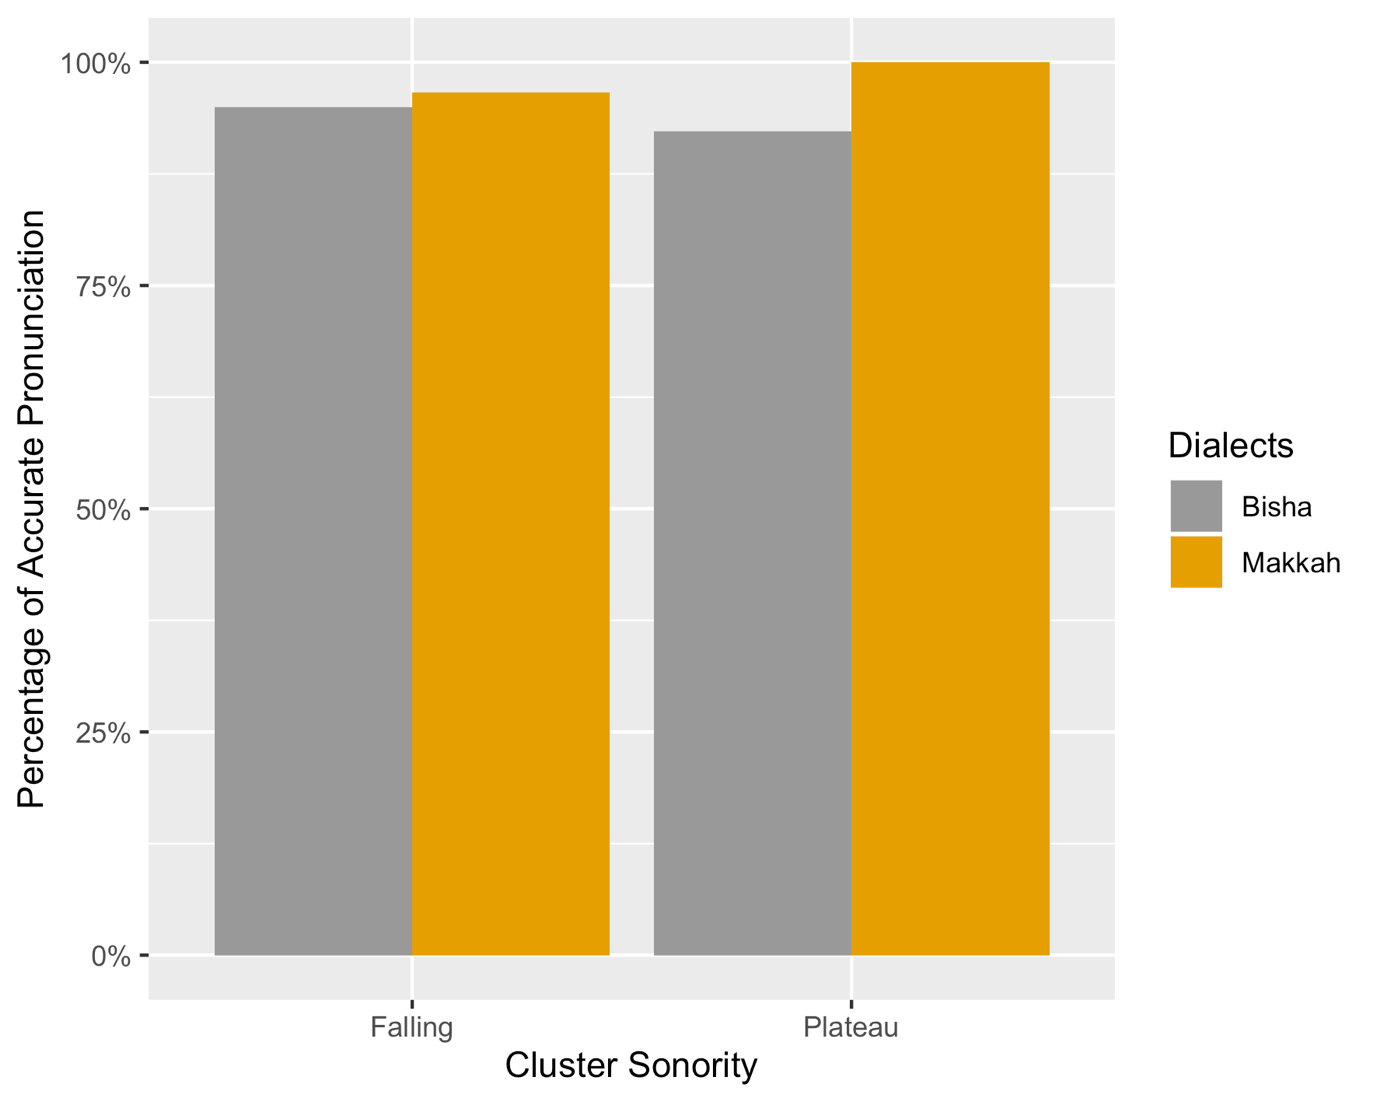 Percentage of Accurate Pronunciation
100%
75%
50%
25%
0%
Falling
Plateau
Cluster Sonority
Dialects
Bisha
Makkah